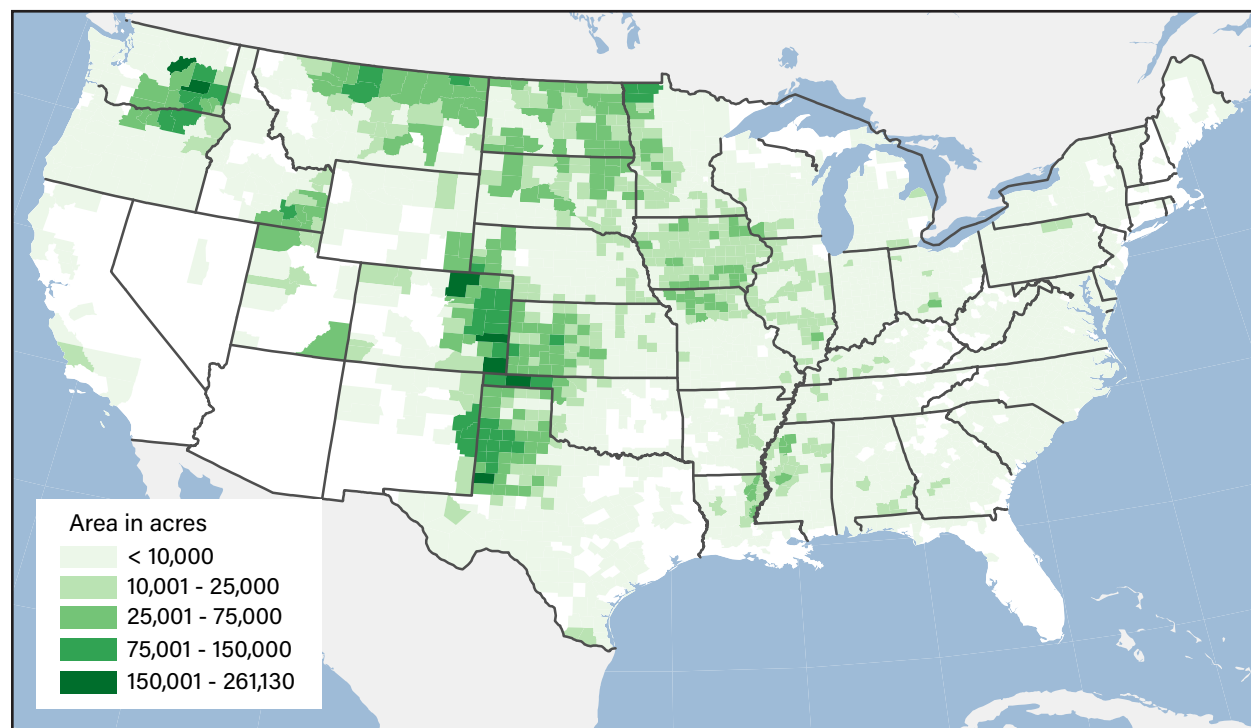 Area in acres
< 10,000
10,001 - 25,000
25,001 - 75,000
75,001 - 150,000
150,001 - 261,130